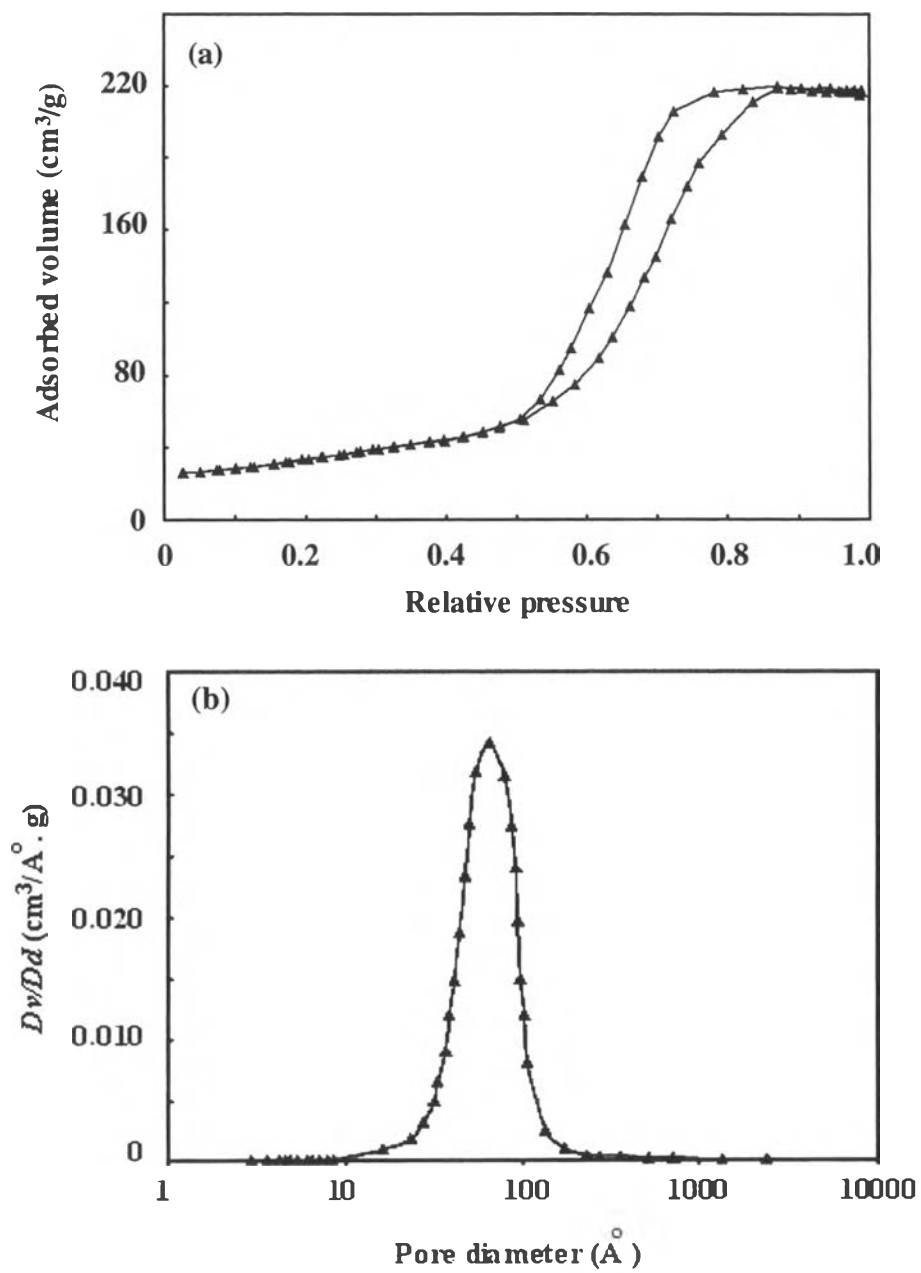 (a)
Adsorbed volume (cm³/g)
220
160
80
0
0 0.2 0.4 0.6 0.8 1.0
Relative pressure
(b)
Dv/Dd (cm³/A°. g)
0.040
0.030
0.020
0.010
0
1 10 100 1000 10000
Pore diameter (A°)